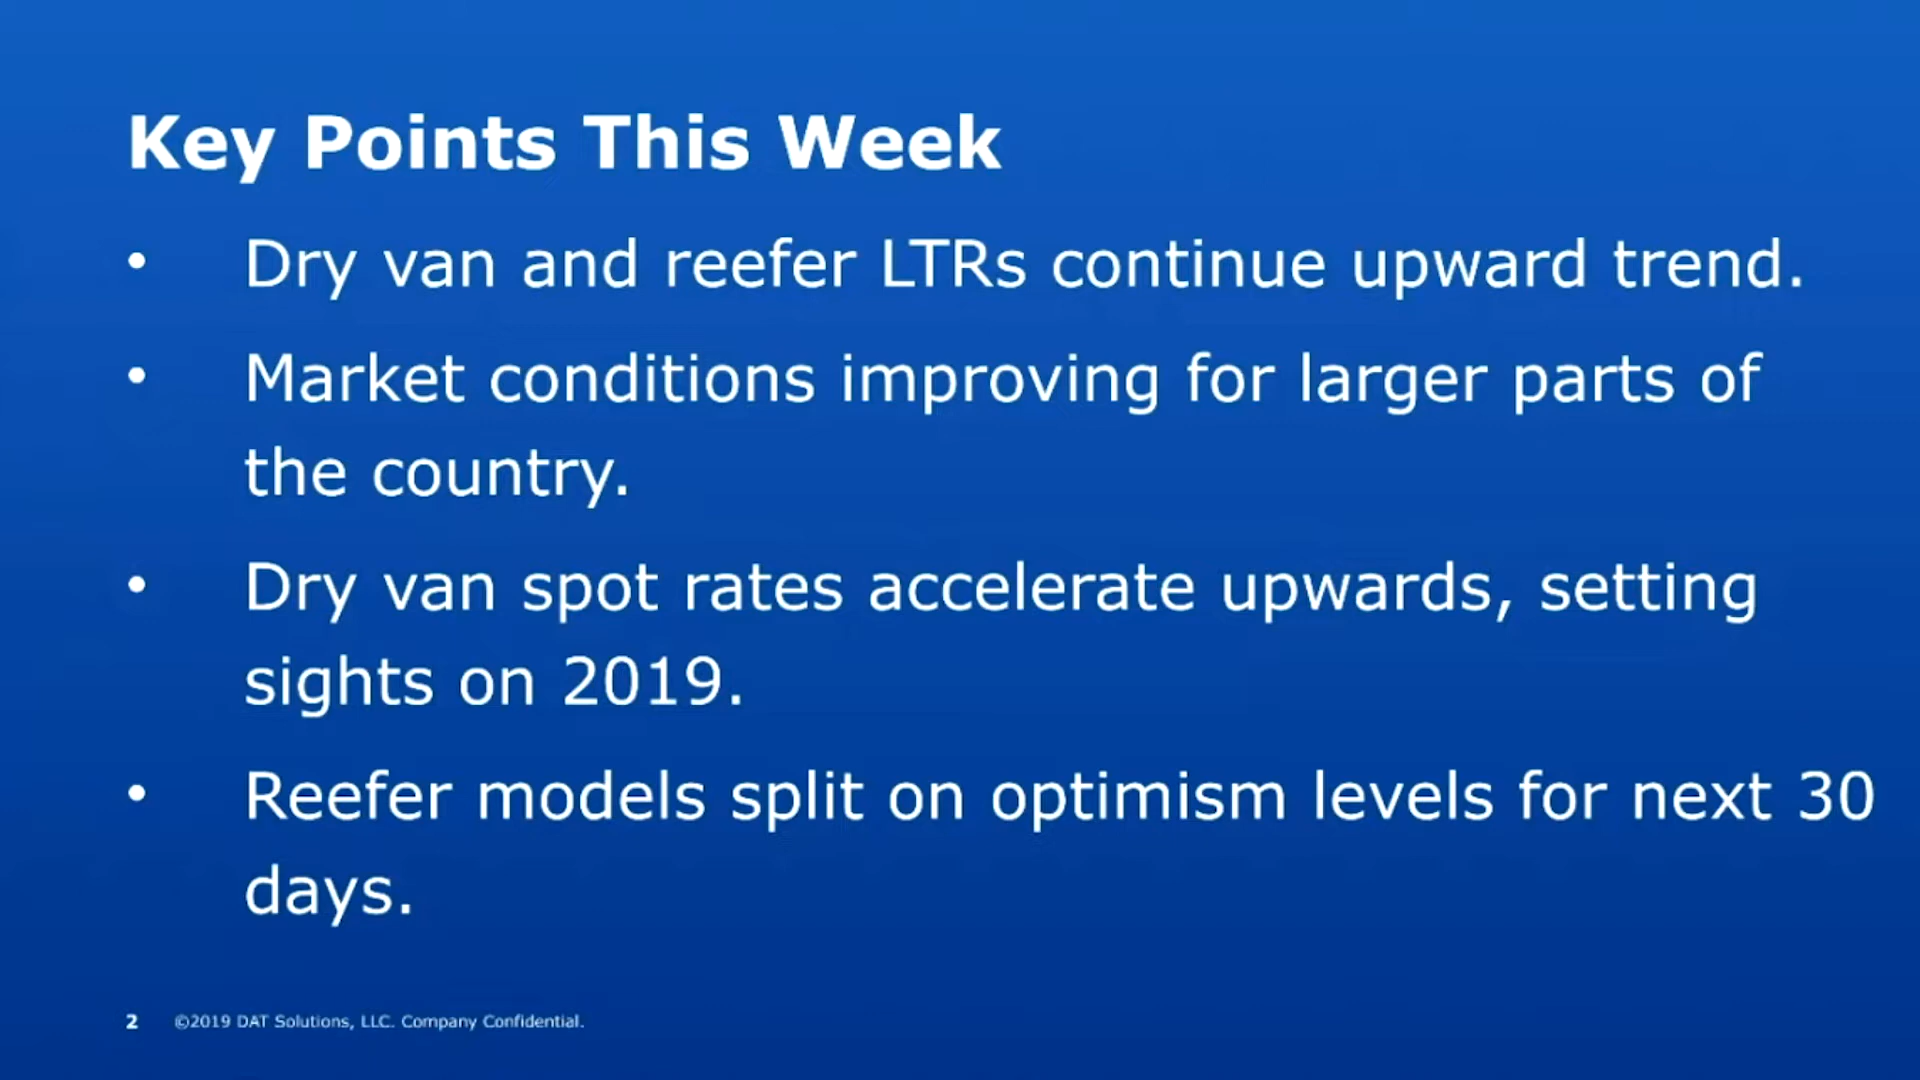 Key Points This Week
• Dry van and reefer LTRs continue upward trend.
• Market conditions improving for larger parts of
the country.
• Dry van spot rates accelerate upwards, setting
sights on 2019.
• Reefer models split on optimism levels for next 30
days.
2 ©2019 DAT Solutions, LLC. Company Confidential.